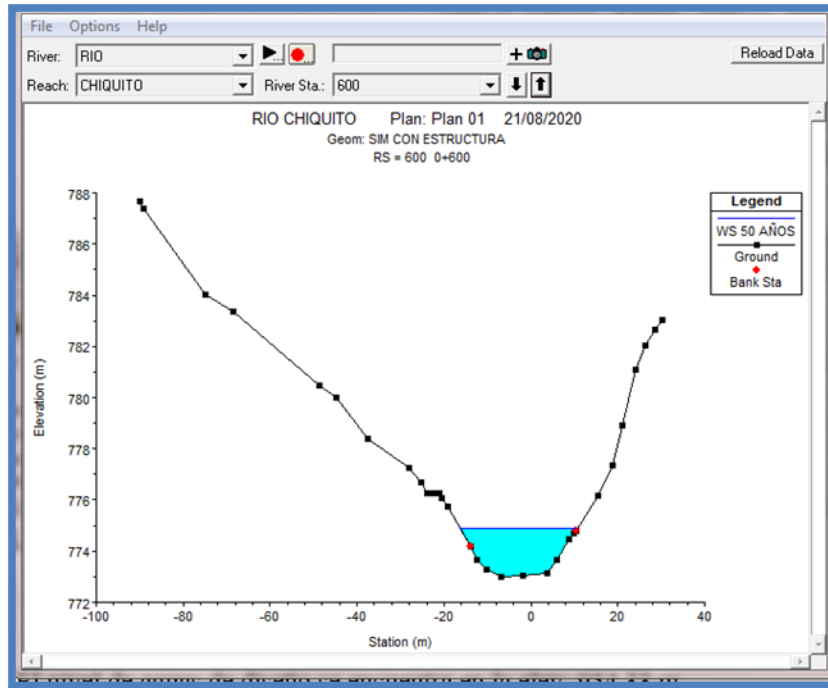 File Options Help
River: RIO Reload Data
Reach: CHIQUITO River Sta.: 600
RIO CHIQUITO Plan: Plan 01 21/08/2020
Geom: SIM CON ESTRUCTURA
RS = 600 0+600
Legend
WS 50 AÑOS
Ground
Bank Sta
Elevation (m)
788
786
784
782
780
778
776
774
772
-100 -80 -60 -40 -20 0 20 40
Station (m)